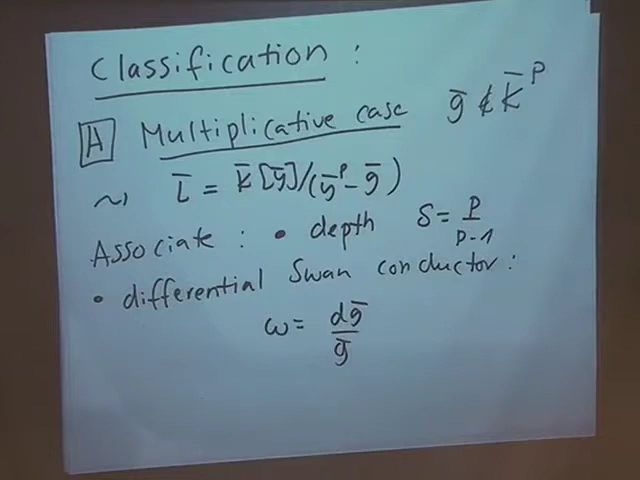 Classification :
A Multiplicative case ḡ ∉ k̄^p
⤳ L̄ = k̄[ȳ]/(ȳ^p - ḡ)
Associate : • depth δ = p/(p-1)
• differential Swan conductor :
ω = dḡ/ḡ